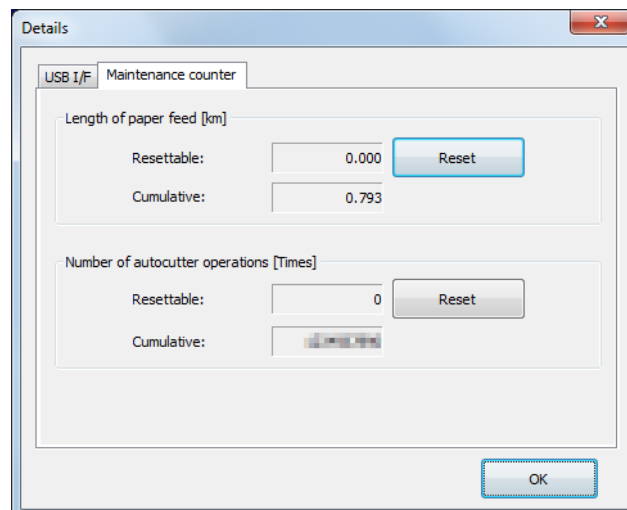 Details
USB I/F Maintenance counter
Length of paper feed [km]
Resettable: 0.000 Reset
Cumulative: 0.793
Number of autocutter operations [Times]
Resettable: 0 Reset
Cumulative:
OK